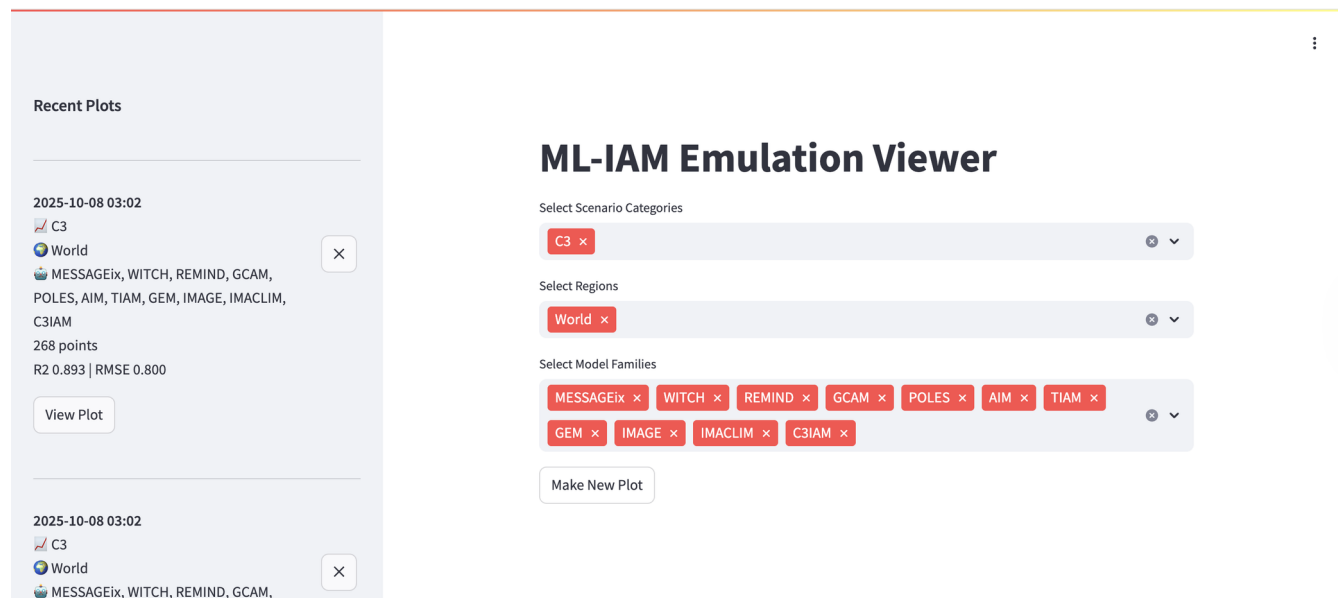 Recent Plots
2025-10-08 03:02
📈 C3
🌍 World
🤖 MESSAGEix, WITCH, REMIND, GCAM,
POLES, AIM, TIAM, GEM, IMAGE, IMACLIM,
C3IAM
268 points
R2 0.893 | RMSE 0.800
View Plot
2025-10-08 03:02
📈 C3
🌍 World
🤖 MESSAGEix, WITCH, REMIND, GCAM,
ML-IAM Emulation Viewer
Select Scenario Categories
C3 ×
Select Regions
World ×
Select Model Families
MESSAGEix × WITCH × REMIND × GCAM × POLES × AIM × TIAM ×
GEM × IMAGE × IMACLIM × C3IAM ×
Make New Plot